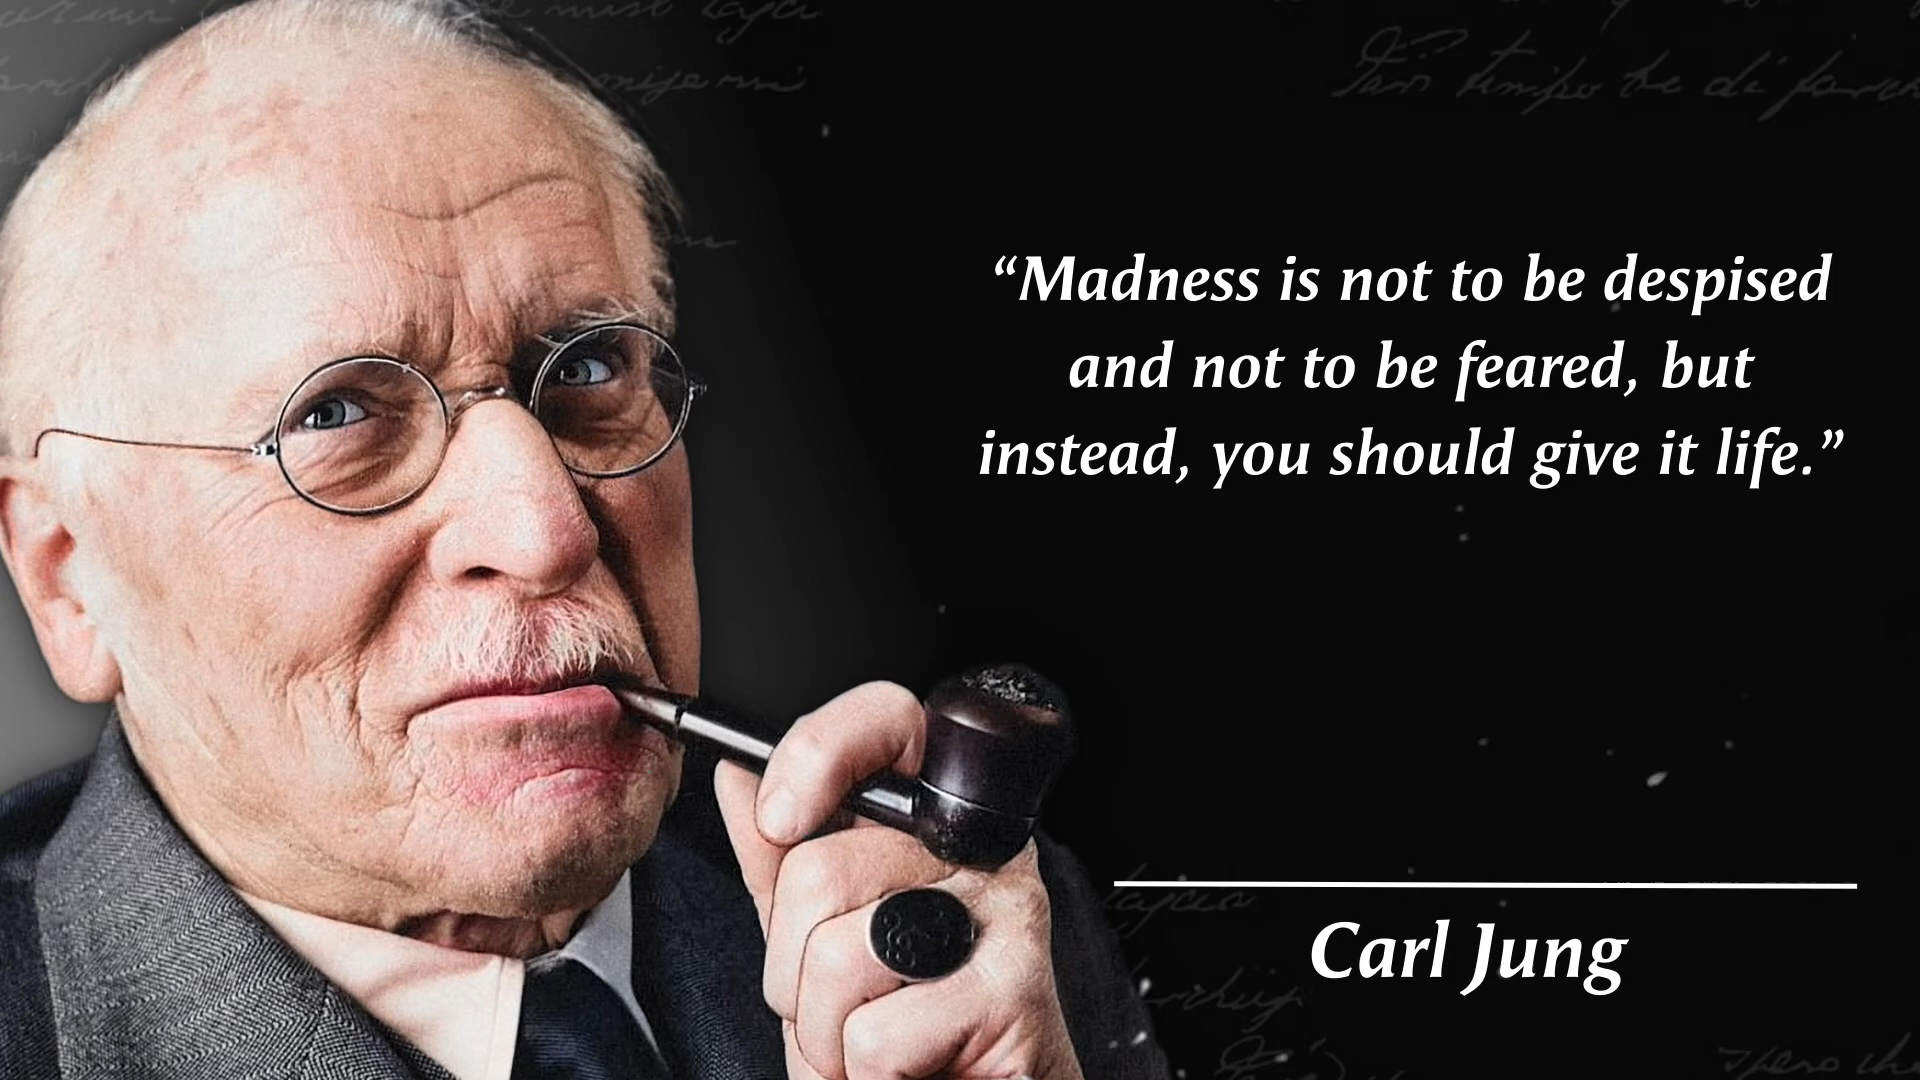 “Madness is not to be despised
and not to be feared, but
instead, you should give it life.”
Carl Jung